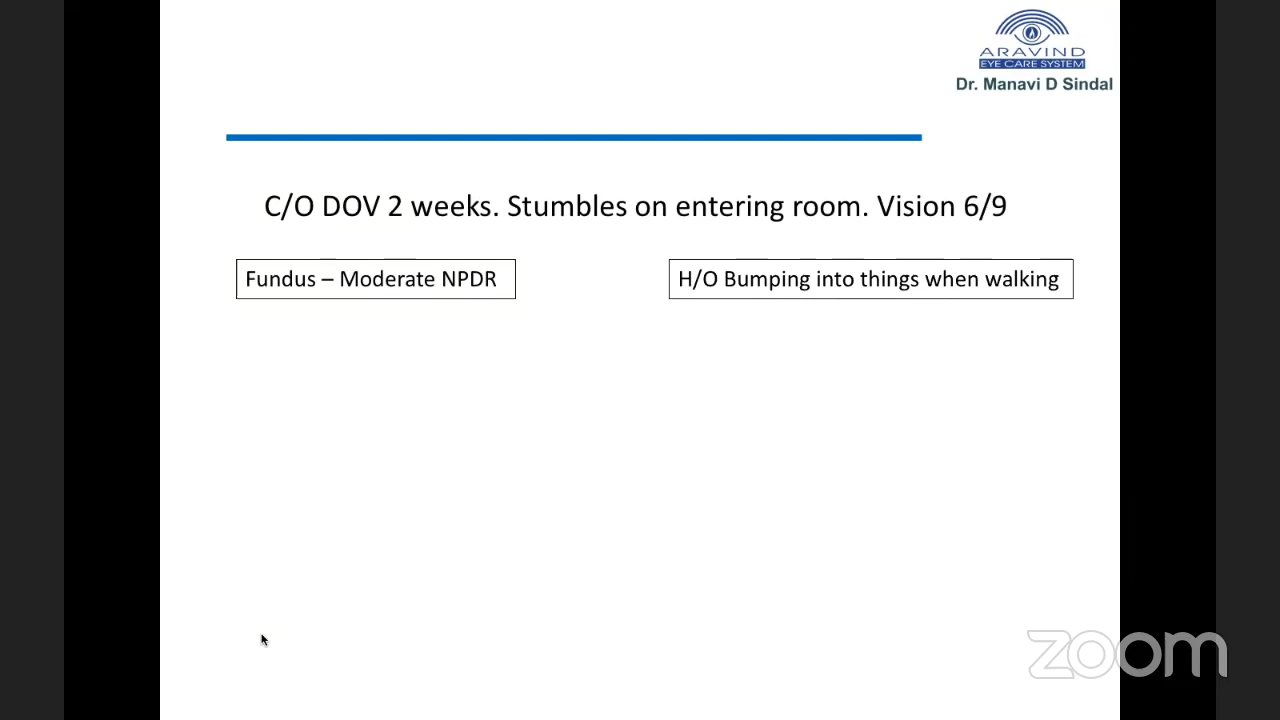 ARAVIND
EYE CARE SYSTEM
Dr. Manavi D Sindal
C/O DOV 2 weeks. Stumbles on entering room. Vision 6/9
Fundus – Moderate NPDR
H/O Bumping into things when walking
zoom